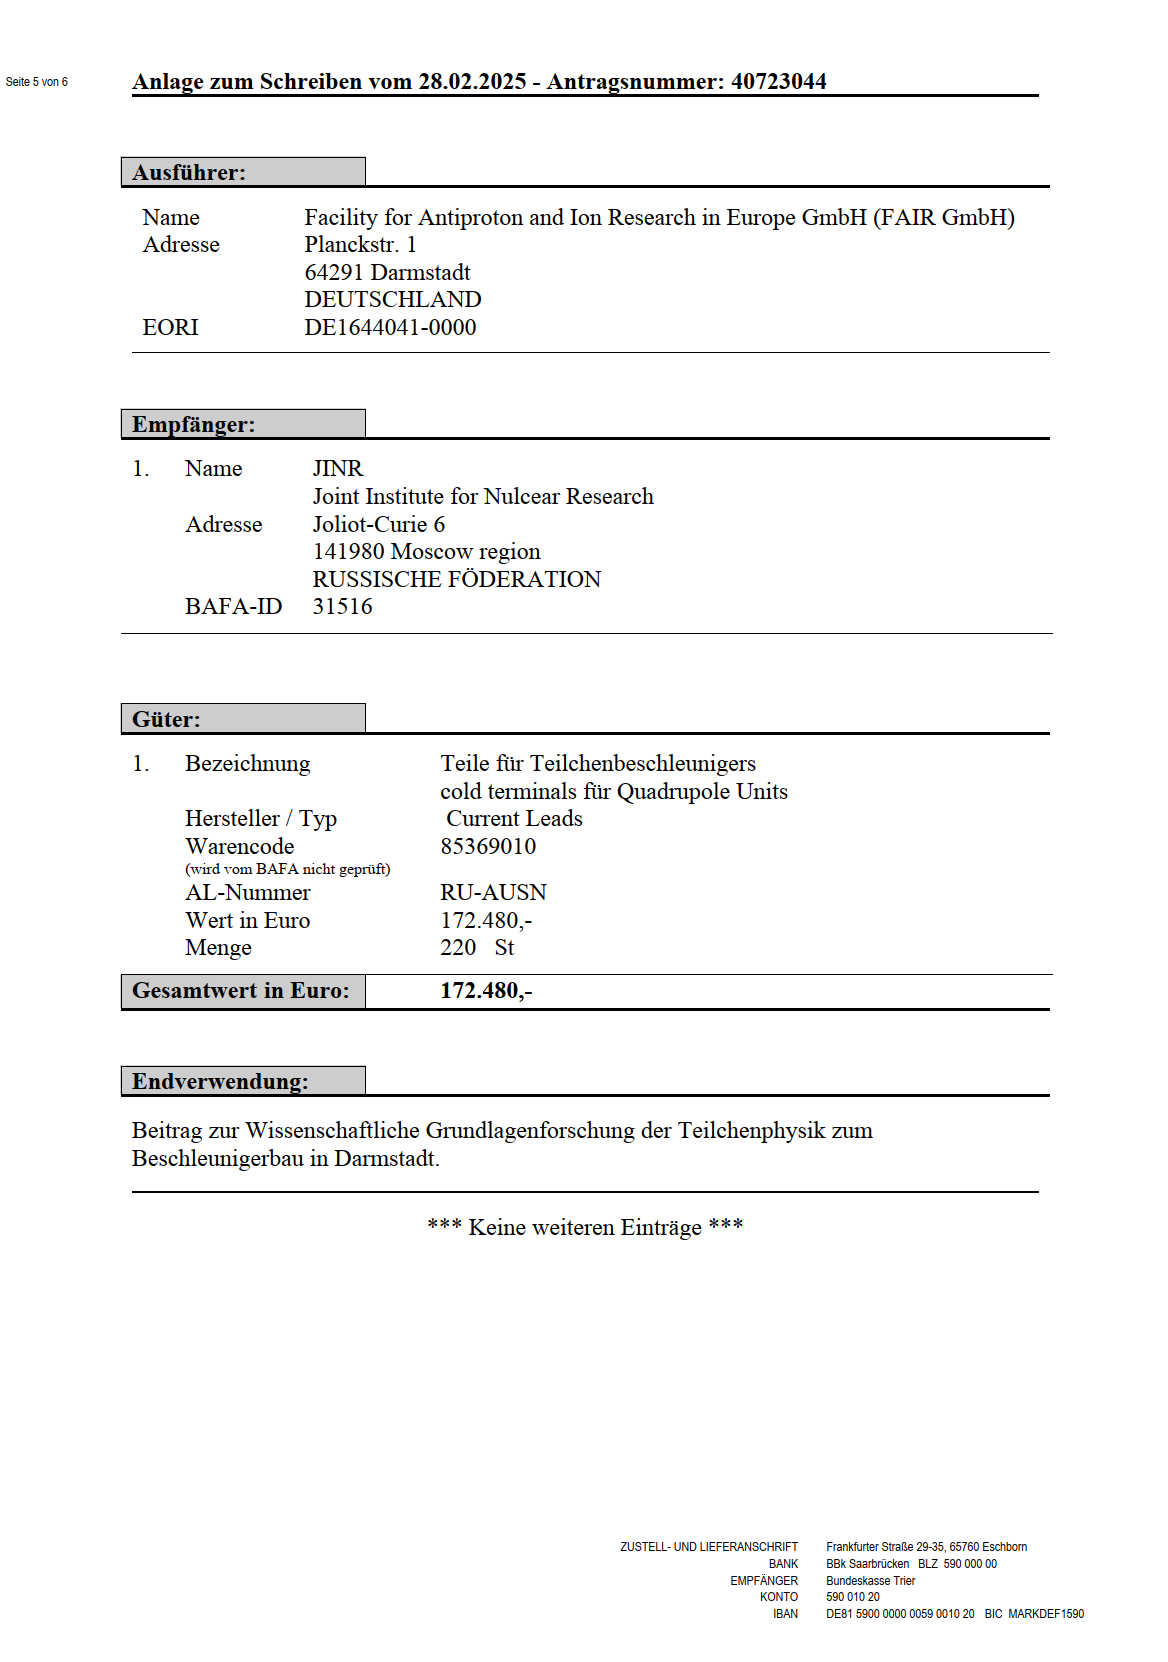 Seite 5 von 6
Anlage zum Schreiben vom 28.02.2025 - Antragsnummer: 40723044
Ausführer:
Name Facility for Antiproton and Ion Research in Europe GmbH (FAIR GmbH)
Adresse Planckstr. 1
64291 Darmstadt
DEUTSCHLAND
EORI DE1644041-0000
Empfänger:
1. Name JINR
Joint Institute for Nulcear Research
Adresse Joliot-Curie 6
141980 Moscow region
RUSSISCHE FÖDERATION
BAFA-ID 31516
Güter:
1. Bezeichnung Teile für Teilchenbeschleunigers
cold terminals für Quadrupole Units
Hersteller / Typ Current Leads
Warencode 85369010
(wird vom BAFA nicht geprüft)
AL-Nummer RU-AUSN
Wert in Euro 172.480,-
Menge 220 St
Gesamtwert in Euro: 172.480,-
Endverwendung:
Beitrag zur Wissenschaftliche Grundlagenforschung der Teilchenphysik zum
Beschleunigerbau in Darmstadt.
*** Keine weiteren Einträge ***
ZUSTELL- UND LIEFERANSCHRIFT Frankfurter Straße 29-35, 65760 Eschborn
BANK BBk Saarbrücken BLZ 590 000 00
EMPFÄNGER Bundeskasse Trier
KONTO 590 010 20
IBAN DE81 5900 0000 0059 0010 20 BIC MARKDEF1590